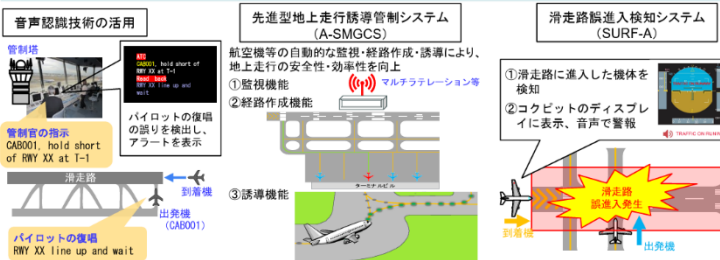 音声認識技術の活用
管制塔
ATC
CAB001, hold short of
RWY XX at T-1
Read back
RWY XX line up and
wait
管制官の指示
CAB001, hold short
of RWY XX at T-1
パイロットの復唱
の誤りを検出し、
アラートを表示
滑走路
到着機
出発機
(CAB001)
パイロットの復唱
RWY XX line up and wait
先進型地上走行誘導管制システム
(A-SMGCS)
航空機等の自動的な監視・経路作成・誘導により、
地上走行の安全性・効率性を向上
①監視機能
マルチラテレーション等
②経路作成機能
ターミナルビル
③誘導機能
滑走路誤進入検知システム
(SURF-A)
①滑走路に進入した機体を
検知
②コクピットのディスプレ
イに表示、音声で警報
TRAFFIC ON RUNW
滑走路
誤進入発生
到着機
出発機